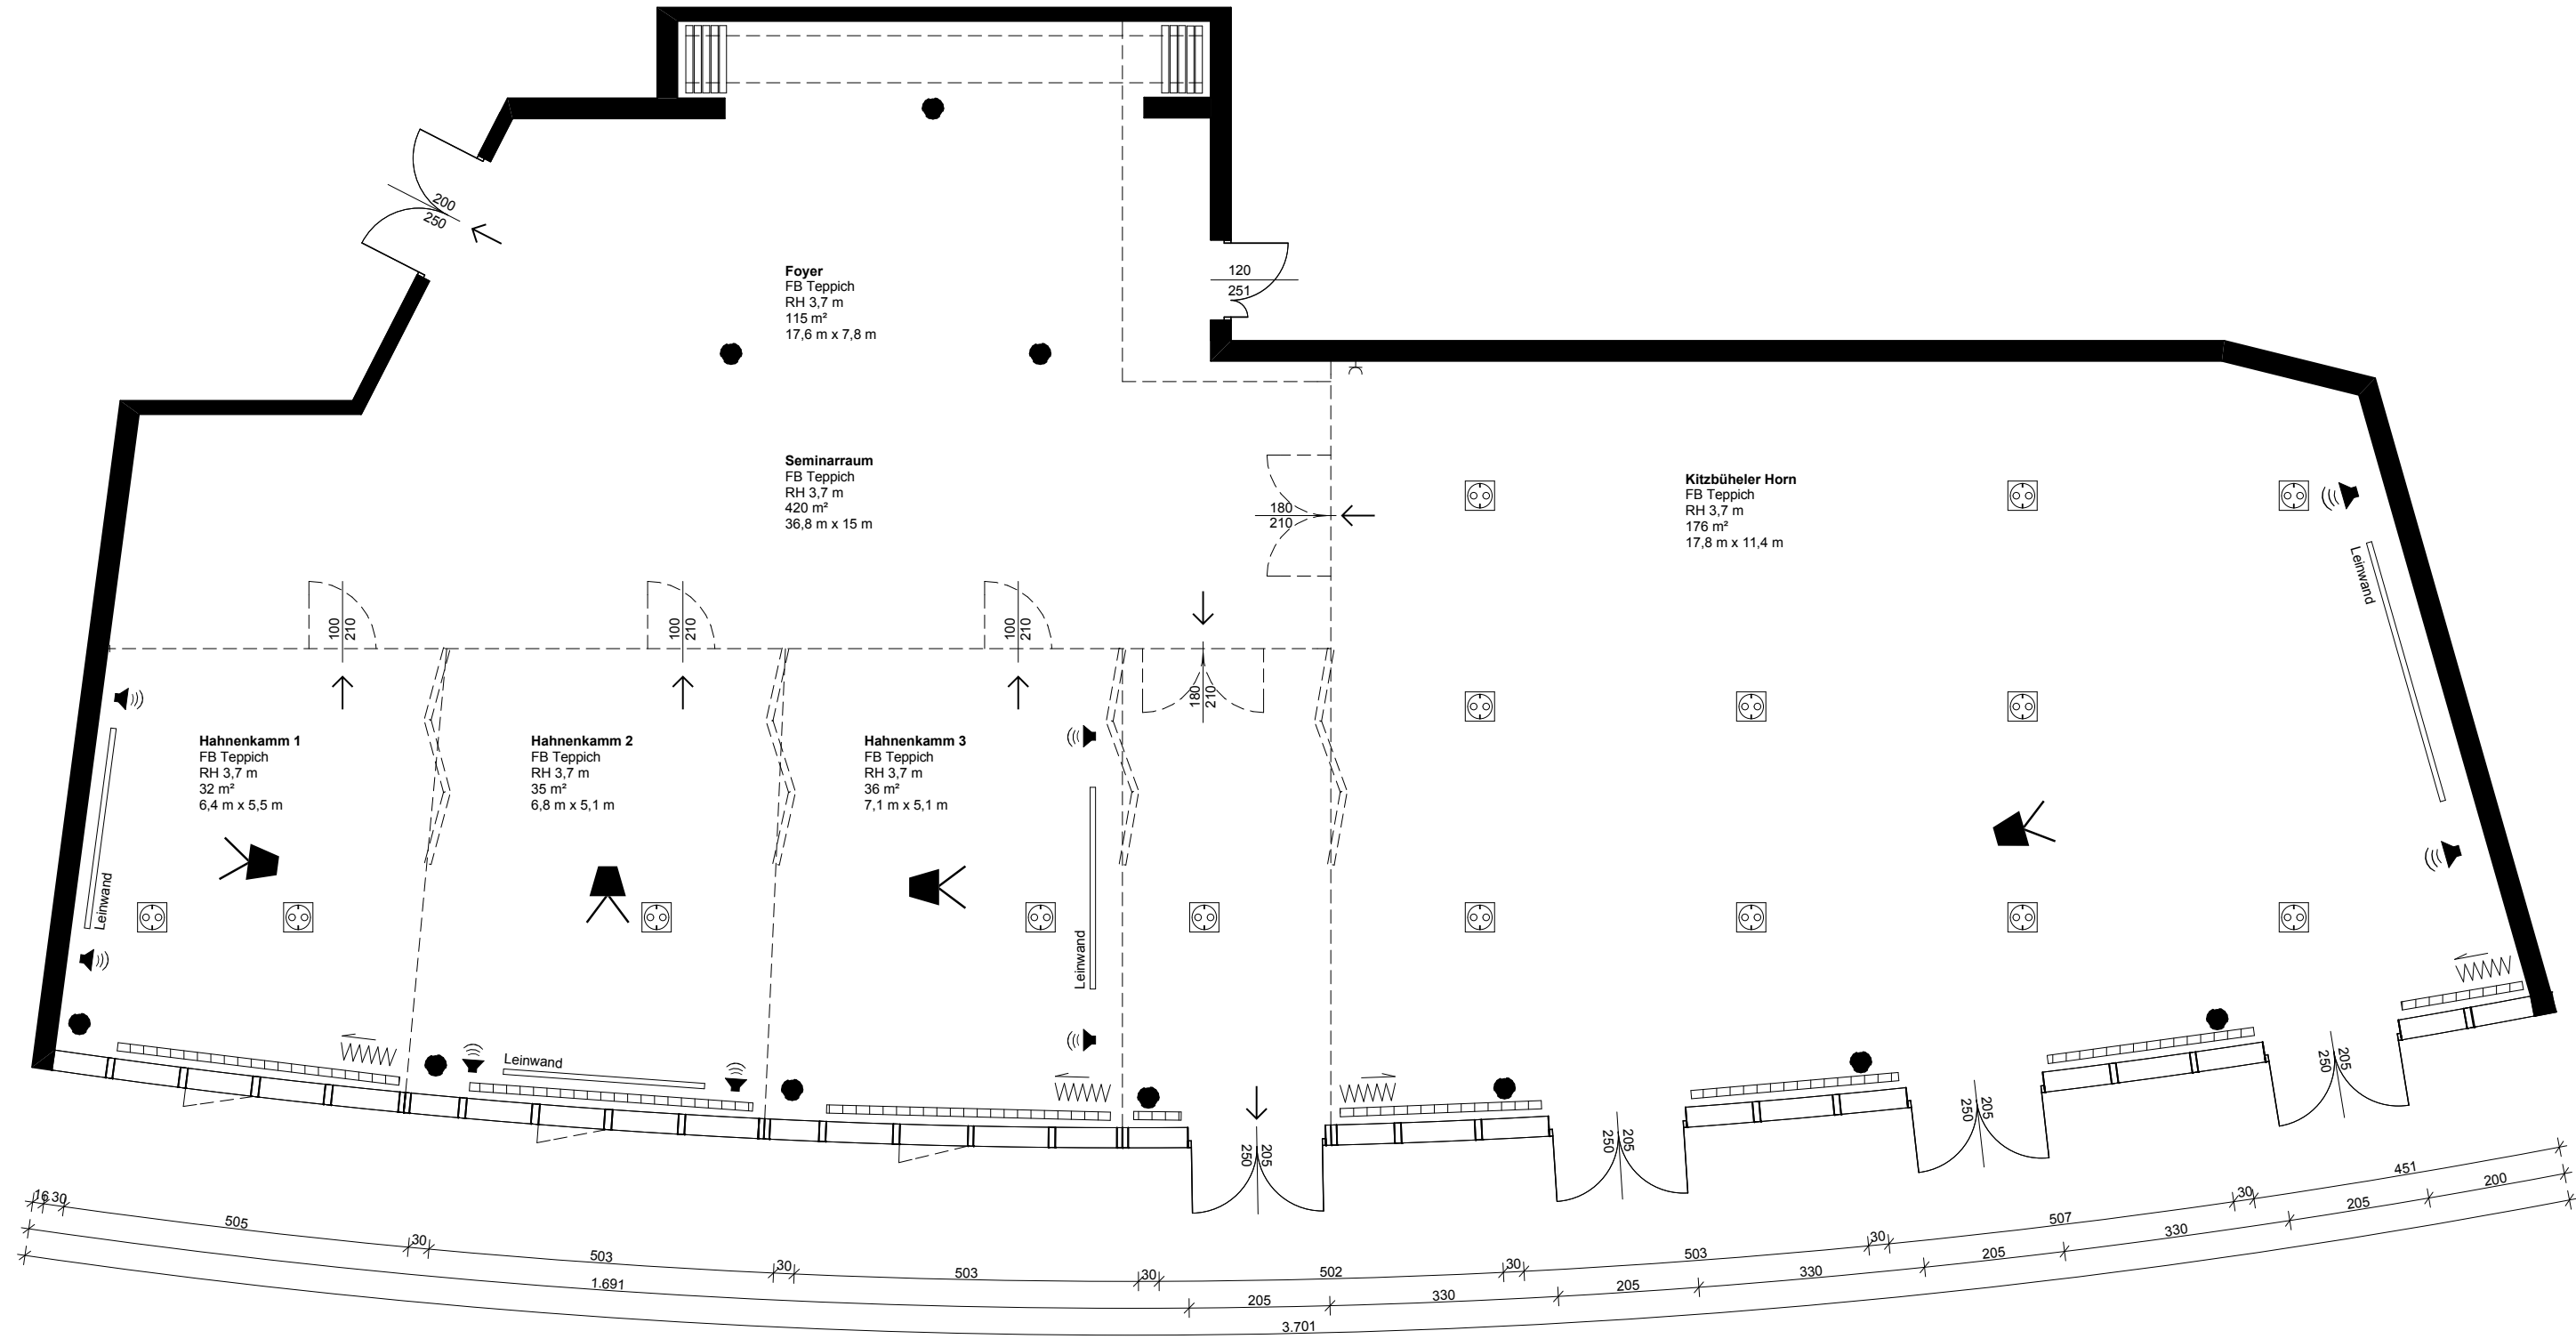 200
250
120
251
Foyer
FB Teppich
RH 3,7 m
115 m²
17,6 m x 7,8 m
Seminarraum
FB Teppich
RH 3,7 m
420 m²
36,8 m x 15 m
Kitzbüheler Horn
FB Teppich
RH 3,7 m
176 m²
17,8 m x 11,4 m
180
210
Leinwand
100
210
100
210
100
210
180
210
Hahnenkamm 1
FB Teppich
RH 3,7 m
32 m²
6,4 m x 5,5 m
Hahnenkamm 2
FB Teppich
RH 3,7 m
35 m²
6,8 m x 5,1 m
Hahnenkamm 3
FB Teppich
RH 3,7 m
36 m²
7,1 m x 5,1 m
Leinwand
Leinwand
Leinwand
250
205
250
205
250
205
250
205
16 30 505 30 503 30 503 30 502 30 503 30 507 30 451
1.691 205 330 205 330 205 330 205 200
3.701